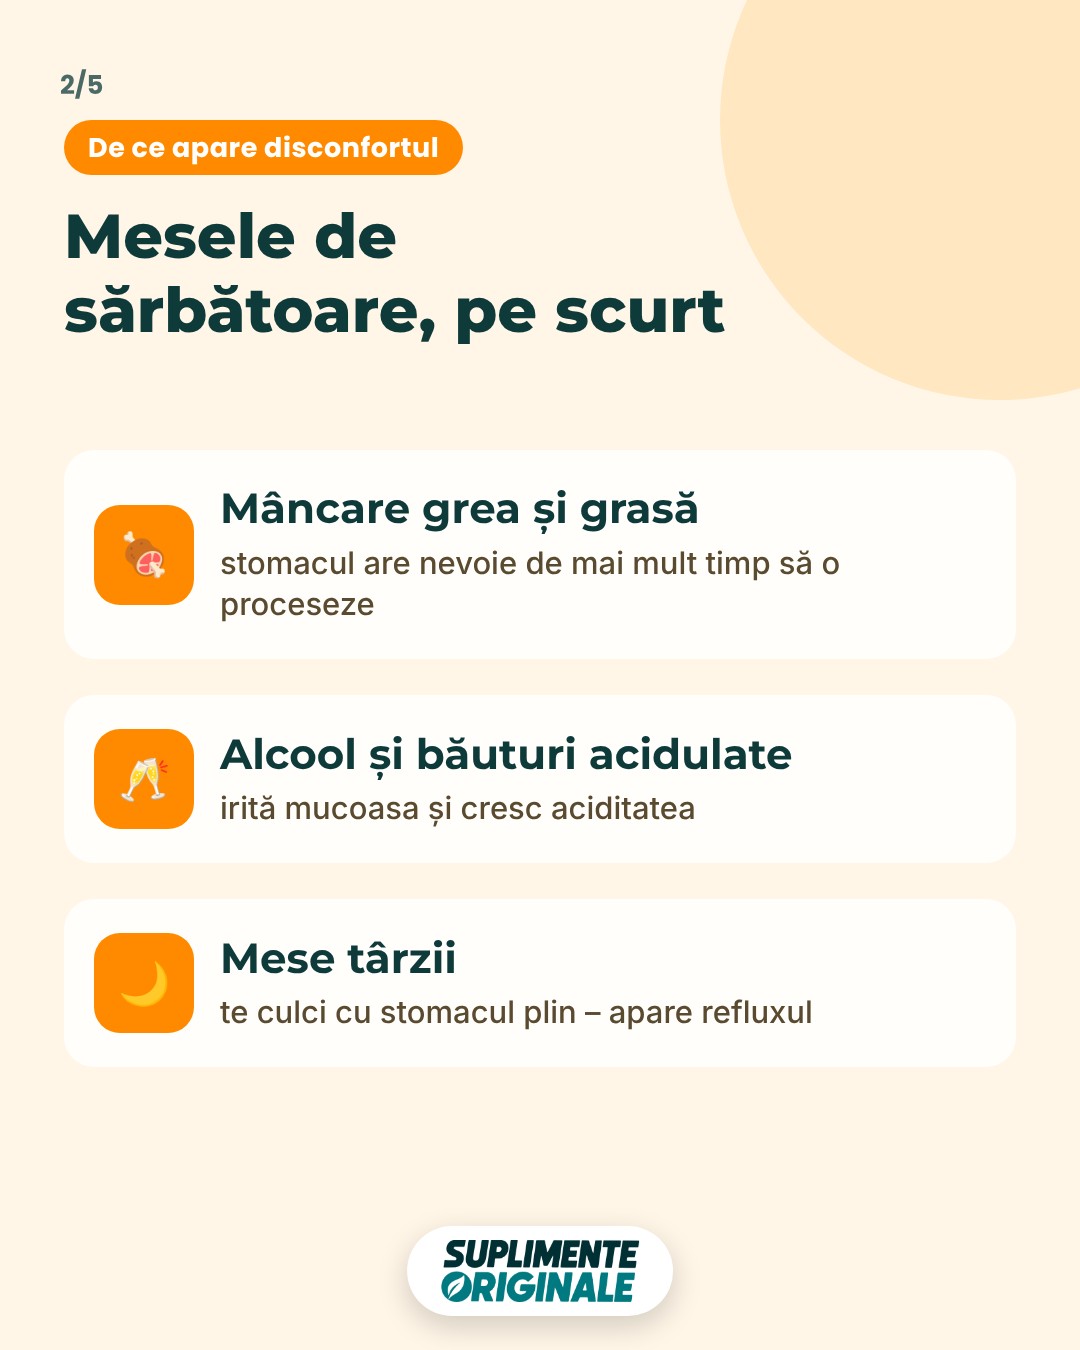 2/5
De ce apare disconfortul
Mesele de
sărbătoare, pe scurt
Mâncare grea și grasă
stomacul are nevoie de mai mult timp să o
proceseze
Alcool și băuturi acidulate
irită mucoasa și cresc aciditatea
Mese târzii
te culci cu stomacul plin – apare refluxul
SUPLIMENTE
ORIGINALE